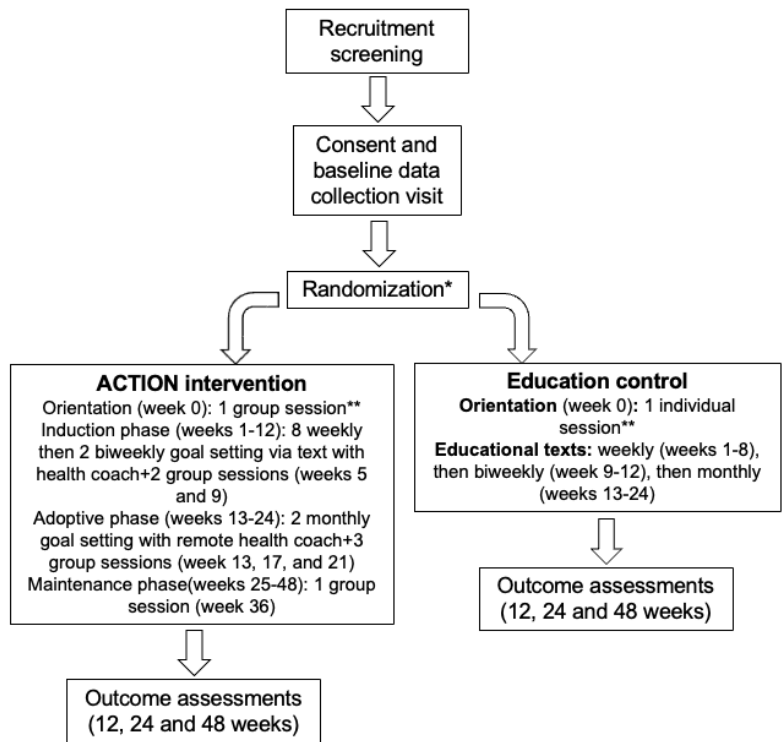 Recruitment
screening
Consent and
baseline data
collection visit
Randomization*
ACTION intervention
Orientation (week 0): 1 group session**
Induction phase (weeks 1-12): 8 weekly
then 2 biweekly goal setting via text with
health coach+2 group sessions (weeks 5
and 9)
Adoptive phase (weeks 13-24): 2 monthly
goal setting with remote health coach+3
group sessions (week 13, 17, and 21)
Maintenance phase(weeks 25-48): 1 group
session (week 36)
Outcome assessments
(12, 24 and 48 weeks)
Education control
Orientation (week 0): 1 individual
session**
Educational texts: weekly (weeks 1-8),
then biweekly (week 9-12), then monthly
(weeks 13-24)
Outcome assessments
(12, 24 and 48 weeks)